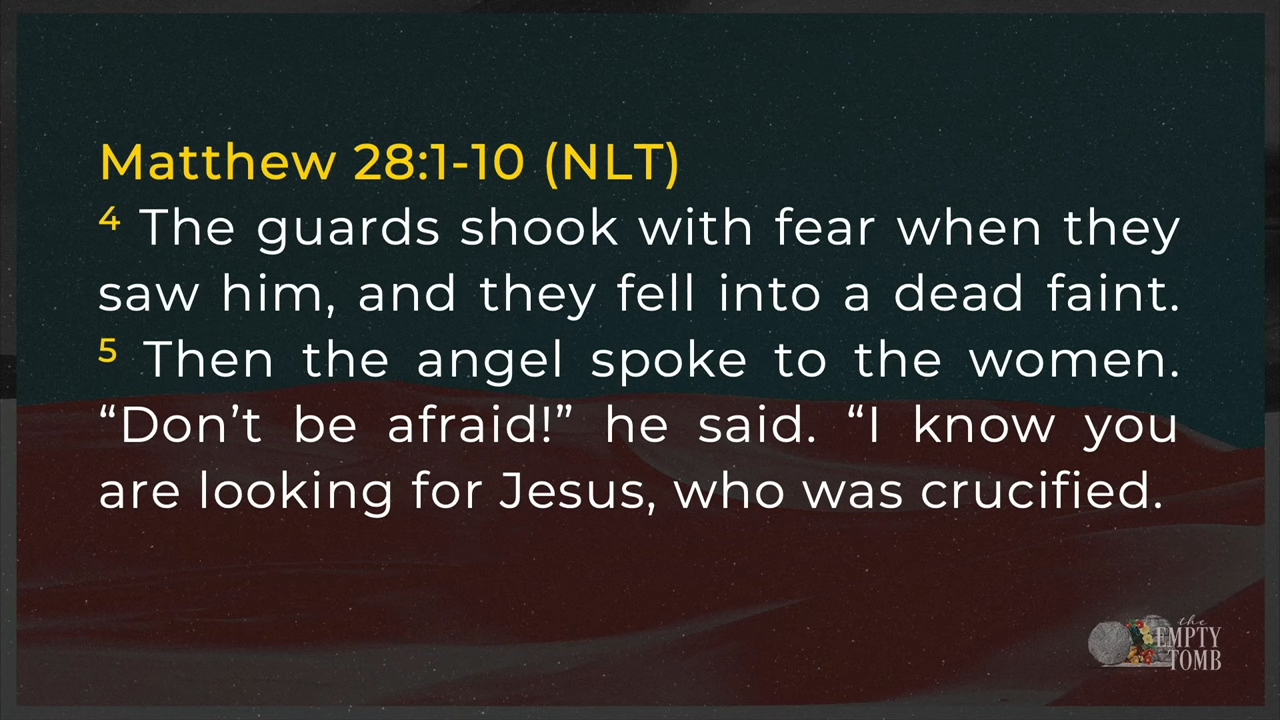 Matthew 28:1-10 (NLT)
4 The guards shook with fear when they
saw him, and they fell into a dead faint.
5 Then the angel spoke to the women.
“Don’t be afraid!” he said. “I know you
are looking for Jesus, who was crucified.
the
EMPTY
TOMB